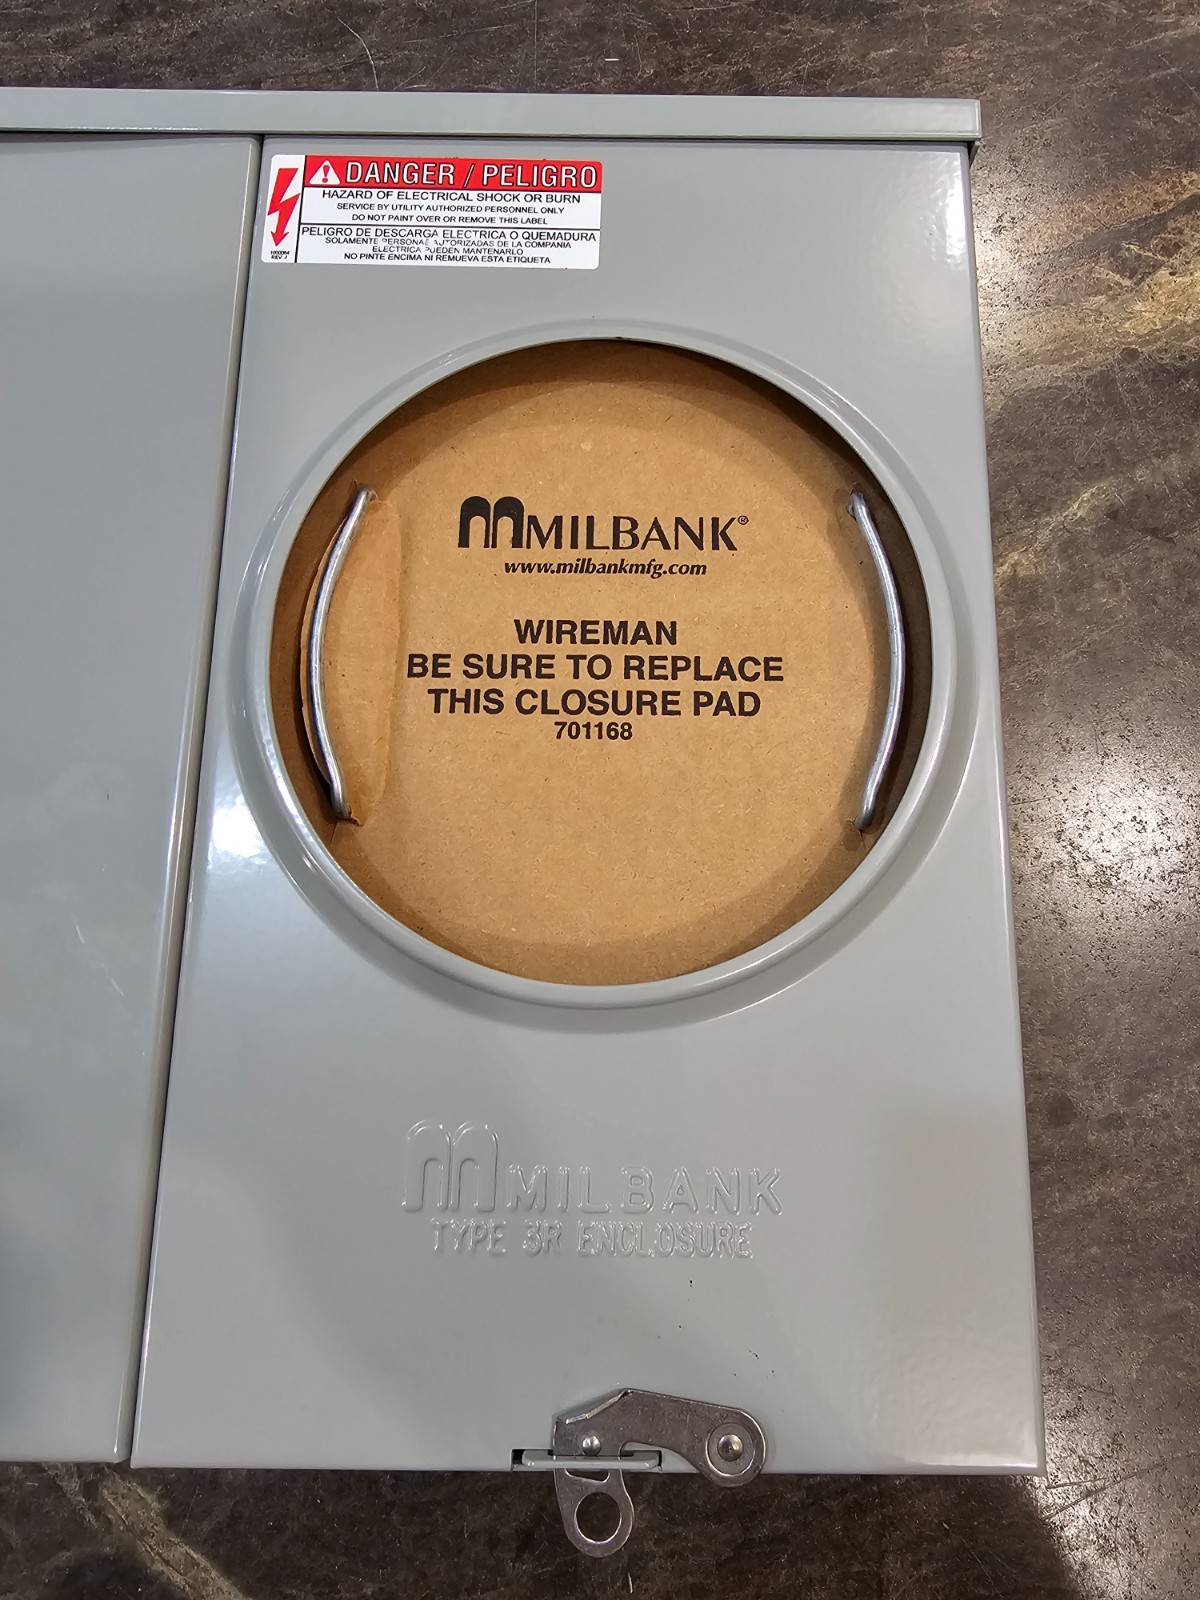 DANGER / PELIGRO
HAZARD OF ELECTRICAL SHOCK OR BURN
SERVICE BY UTILITY AUTHORIZED PERSONNEL ONLY
DO NOT PAINT OVER OR REMOVE THIS LABEL
PELIGRO DE DESCARGA ELECTRICA O QUEMADURA
SOLAMENTE PERSONAS AUTORIZADAS DE LA COMPANIA
ELECTRICA PUEDEN MANTENARLO
NO PINTE ENCIMA NI REMUEVA ESTA ETIQUETA
REV J
MILBANK®
www.milbankmfg.com
WIREMAN
BE SURE TO REPLACE
THIS CLOSURE PAD
701168
MILBANK
TYPE 3R ENCLOSURE